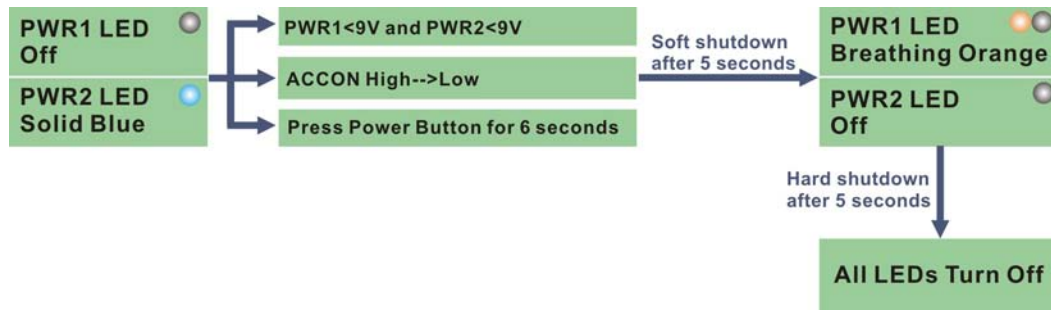 PWR1 LED
Off
PWR2 LED
Solid Blue
PWR1<9V and PWR2<9V
ACCON High-->Low
Press Power Button for 6 seconds
Soft shutdown
after 5 seconds
PWR1 LED
Breathing Orange
PWR2 LED
Off
Hard shutdown
after 5 seconds
All LEDs Turn Off